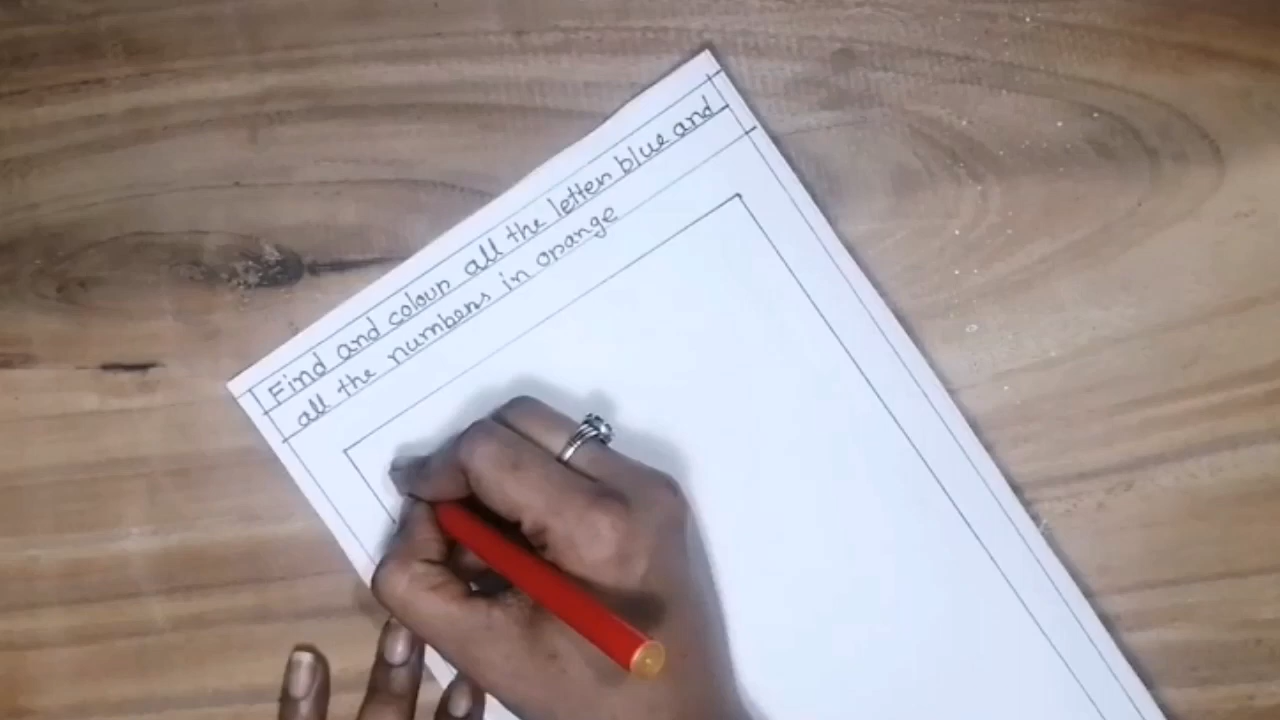 Find and colour all the letter blue and
all the numbers in orange